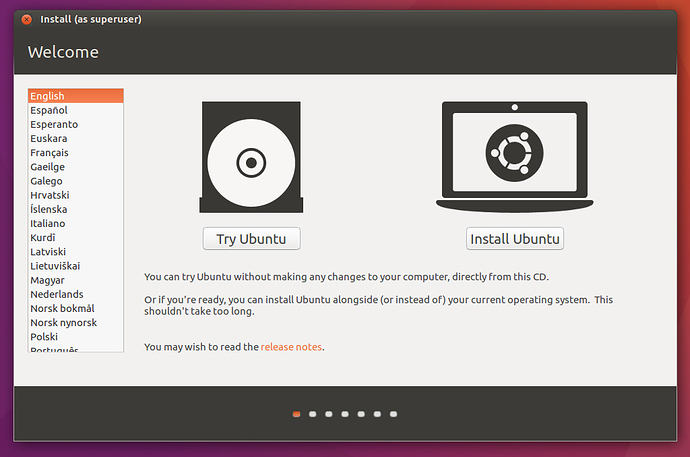 Install (as superuser)
Welcome
English
Español
Esperanto
Euskara
Français
Gaeilge
Galego
Hrvatski
Íslenska
Italiano
Kurdî
Latviski
Lietuviškai
Magyar
Nederlands
Norsk bokmål
Norsk nynorsk
Polski
Português
Try Ubuntu
Install Ubuntu
You can try Ubuntu without making any changes to your computer, directly from this CD.
Or if you're ready, you can install Ubuntu alongside (or instead of) your current operating system. This
shouldn't take too long.
You may wish to read the release notes.